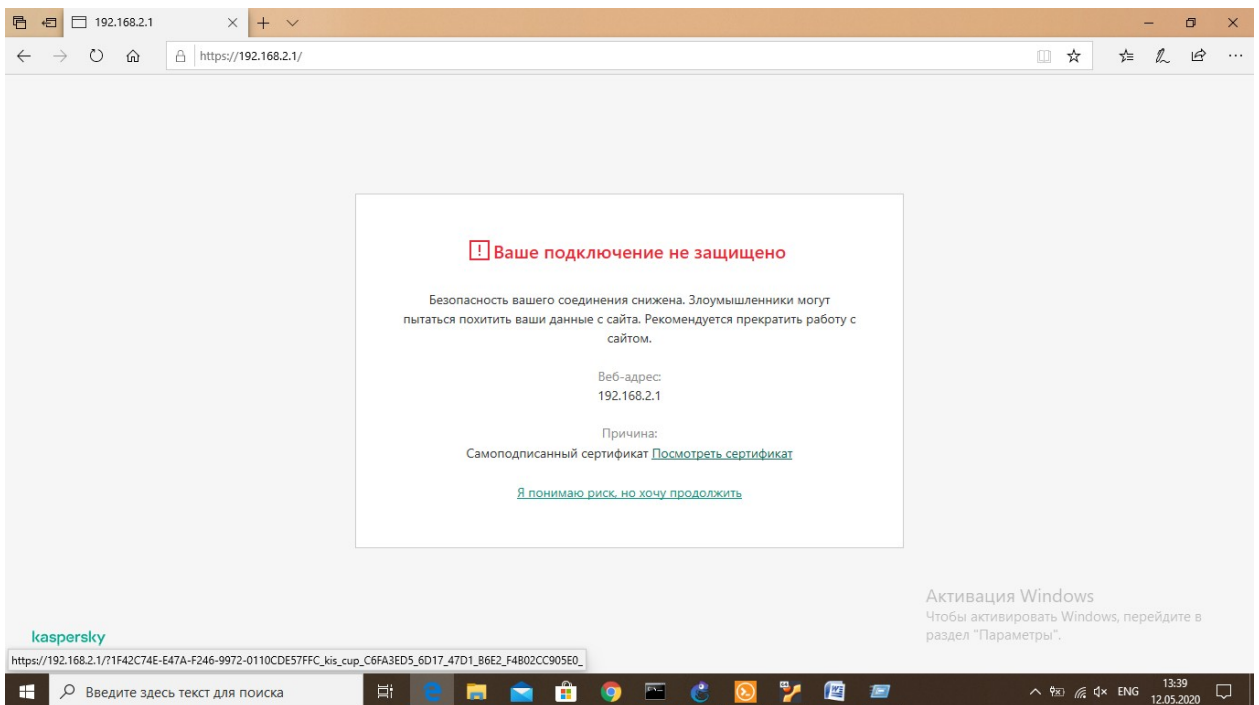 192.168.2.1
https://192.168.2.1/
! Ваше подключение не защищено
Безопасность вашего соединения снижена. Злоумышленники могут
пытаться похитить ваши данные с сайта. Рекомендуется прекратить работу с
сайтом.
Веб-адрес:
192.168.2.1
Причина:
Самоподписанный сертификат Посмотреть сертификат
Я понимаю риск, но хочу продолжить
Активация Windows
Чтобы активировать Windows, перейдите в
раздел "Параметры".
kaspersky
https://192.168.2.1/?1F42C74E-E47A-F246-9972-0110CDE57FFC_kis_cup_C6FA3ED5_6D17_47D1_B6E2_F4B02CC905E0_
Введите здесь текст для поиска
ENG
13:39
12.05.2020